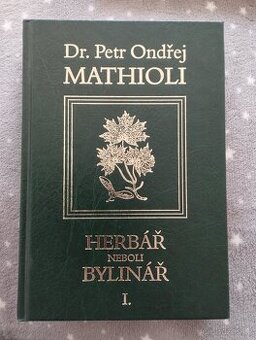 Dr. Petr Ondřej
MATHIOLI
HERBÁŘ
NEBOLI
BYLINÁŘ
I.